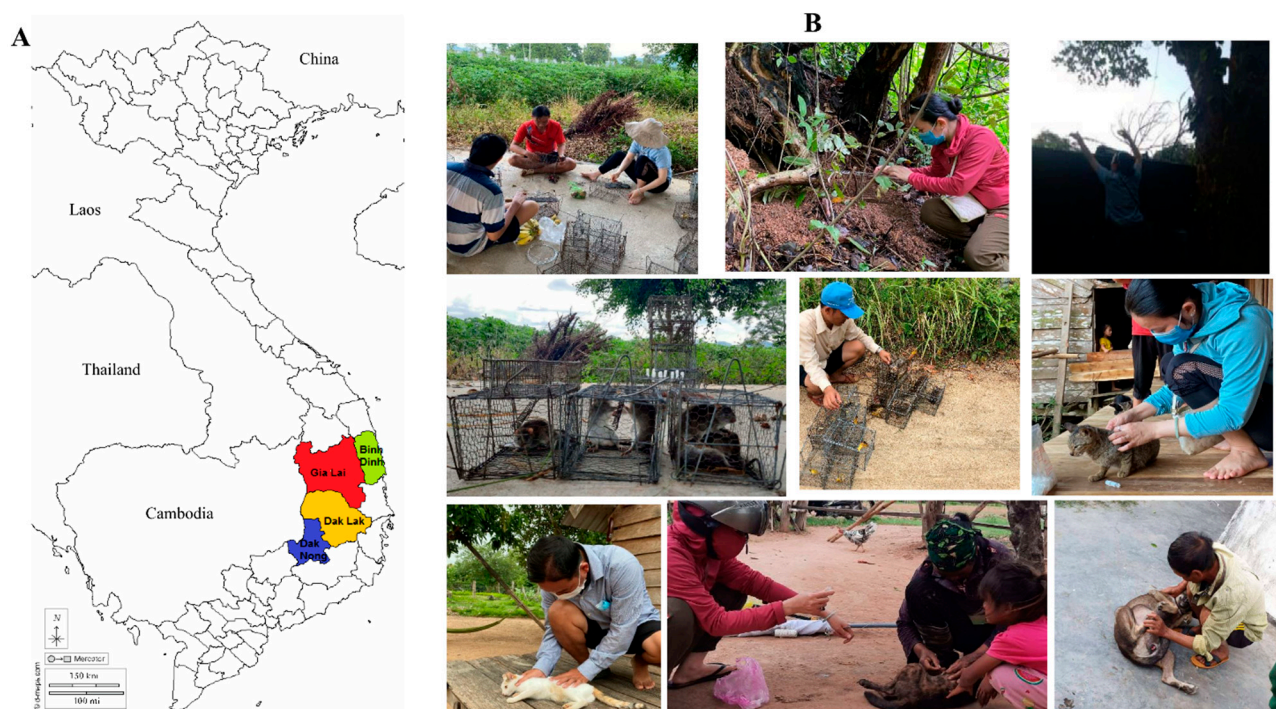 A
B
China
Laos
Thailand
Binh
Dinh
Gia Lai
Cambodia
Dak Lak
Dak
Nong
N
Mercator
150 km
100 mi